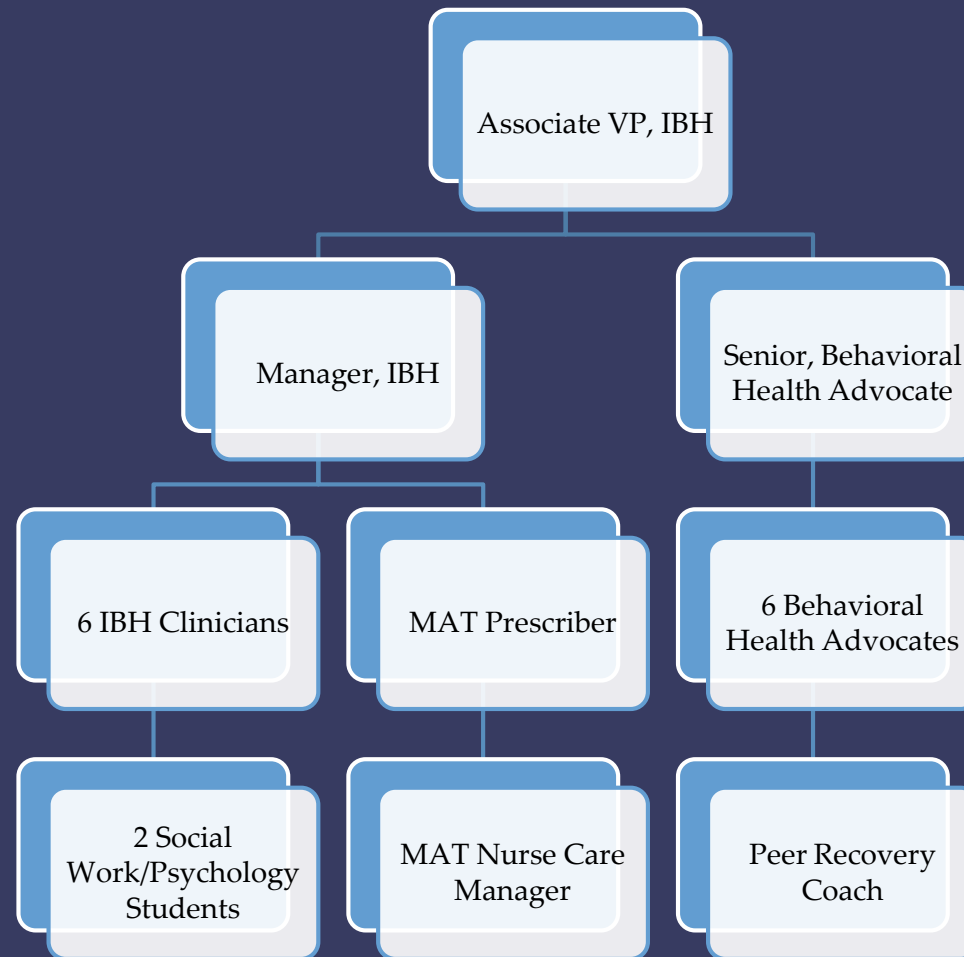 Associate VP, IBH
Manager, IBH
Senior, Behavioral
Health Advocate
6 IBH Clinicians
MAT Prescriber
6 Behavioral
Health Advocates
2 Social
Work/Psychology
Students
MAT Nurse Care
Manager
Peer Recovery
Coach